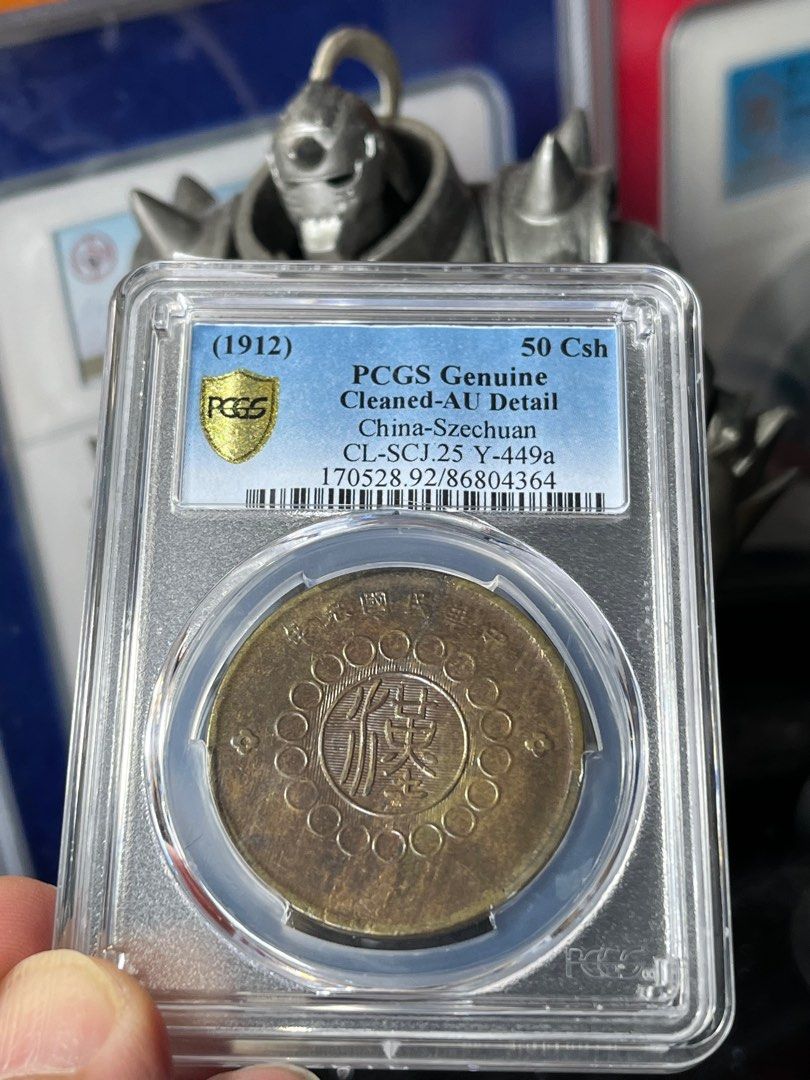 (1912) 50 Csh
PCGS Genuine
PCGS
Cleaned-AU Detail
China-Szechuan
CL-SCJ.25 Y-449a
170528.92/86804364
年元國民華中
漢
PCGS